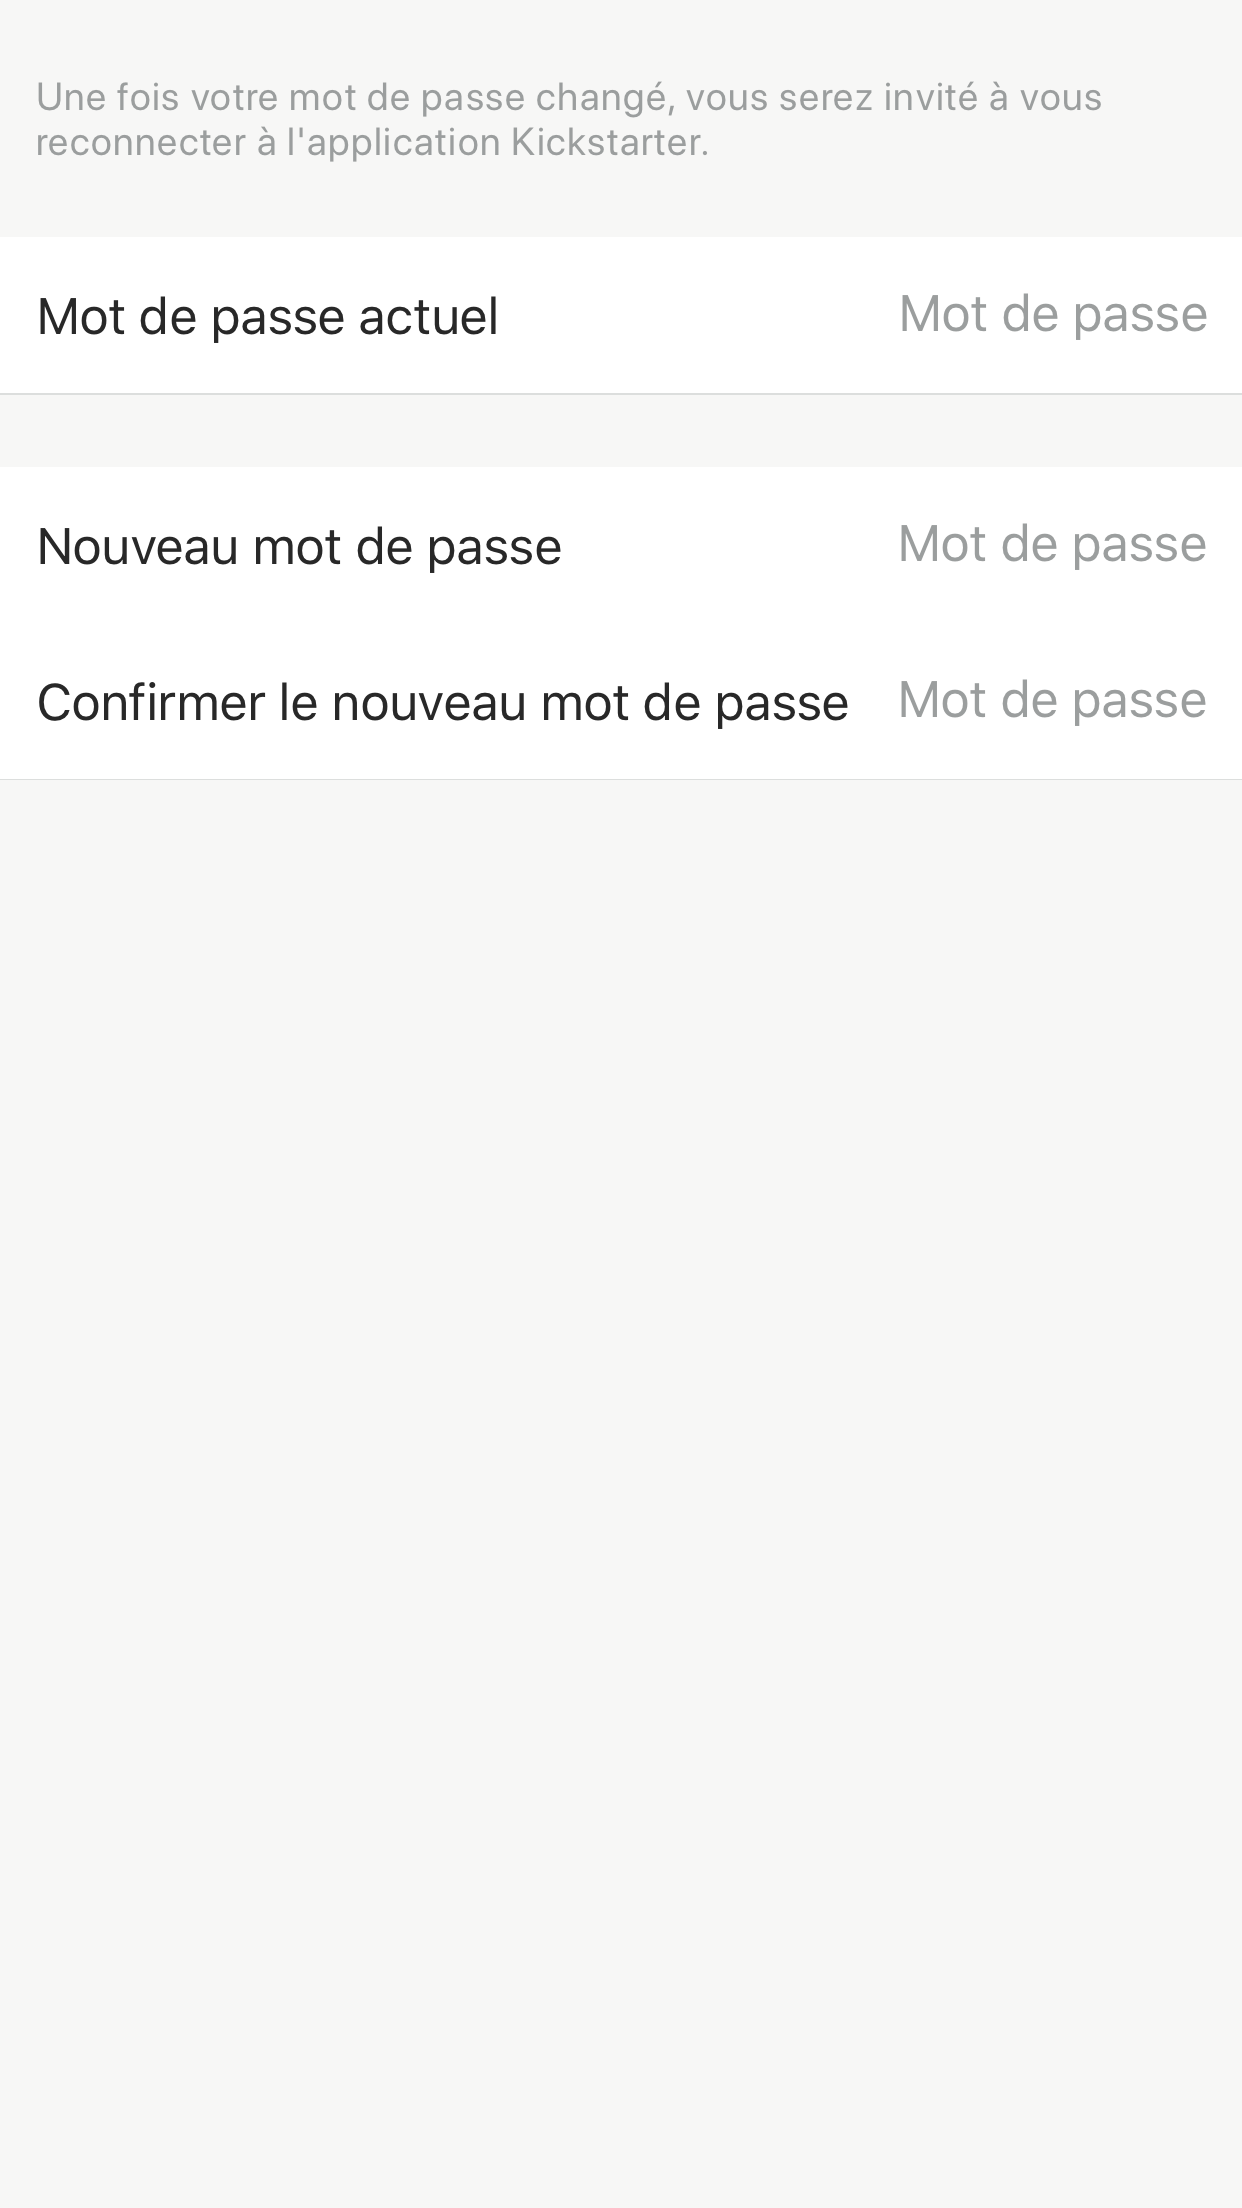 Une fois votre mot de passe changé, vous serez invité à vous
reconnecter à l'application Kickstarter.
Mot de passe actuel Mot de passe
Nouveau mot de passe Mot de passe
Confirmer le nouveau mot de passe Mot de passe